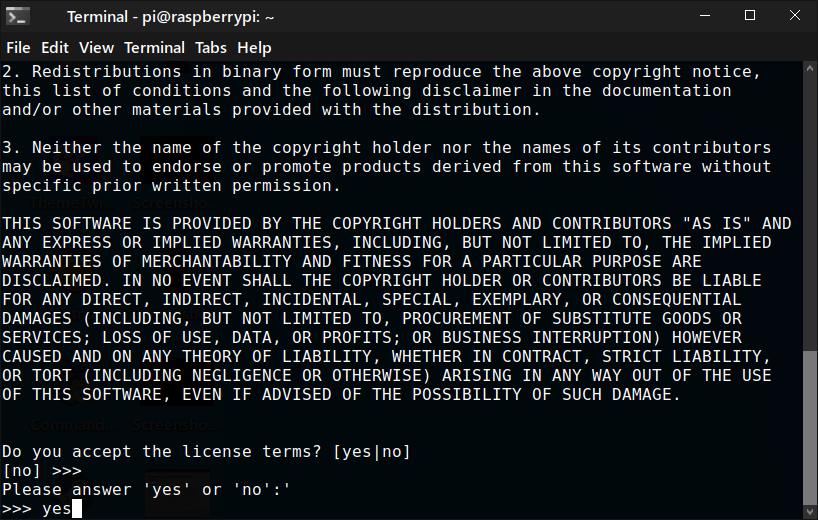 Terminal - pi@raspberrypi: ~
File Edit View Terminal Tabs Help
2. Redistributions in binary form must reproduce the above copyright notice,
this list of conditions and the following disclaimer in the documentation
and/or other materials provided with the distribution.
3. Neither the name of the copyright holder nor the names of its contributors
may be used to endorse or promote products derived from this software without
specific prior written permission.
THIS SOFTWARE IS PROVIDED BY THE COPYRIGHT HOLDERS AND CONTRIBUTORS "AS IS" AND
ANY EXPRESS OR IMPLIED WARRANTIES, INCLUDING, BUT NOT LIMITED TO, THE IMPLIED
WARRANTIES OF MERCHANTABILITY AND FITNESS FOR A PARTICULAR PURPOSE ARE
DISCLAIMED. IN NO EVENT SHALL THE COPYRIGHT HOLDER OR CONTRIBUTORS BE LIABLE
FOR ANY DIRECT, INDIRECT, INCIDENTAL, SPECIAL, EXEMPLARY, OR CONSEQUENTIAL
DAMAGES (INCLUDING, BUT NOT LIMITED TO, PROCUREMENT OF SUBSTITUTE GOODS OR
SERVICES; LOSS OF USE, DATA, OR PROFITS; OR BUSINESS INTERRUPTION) HOWEVER
CAUSED AND ON ANY THEORY OF LIABILITY, WHETHER IN CONTRACT, STRICT LIABILITY,
OR TORT (INCLUDING NEGLIGENCE OR OTHERWISE) ARISING IN ANY WAY OUT OF THE USE
OF THIS SOFTWARE, EVEN IF ADVISED OF THE POSSIBILITY OF SUCH DAMAGE.
Command... Screensho...
Do you accept the license terms? [yes|no]
[no] >>>
Please answer 'yes' or 'no':'
>>> yes